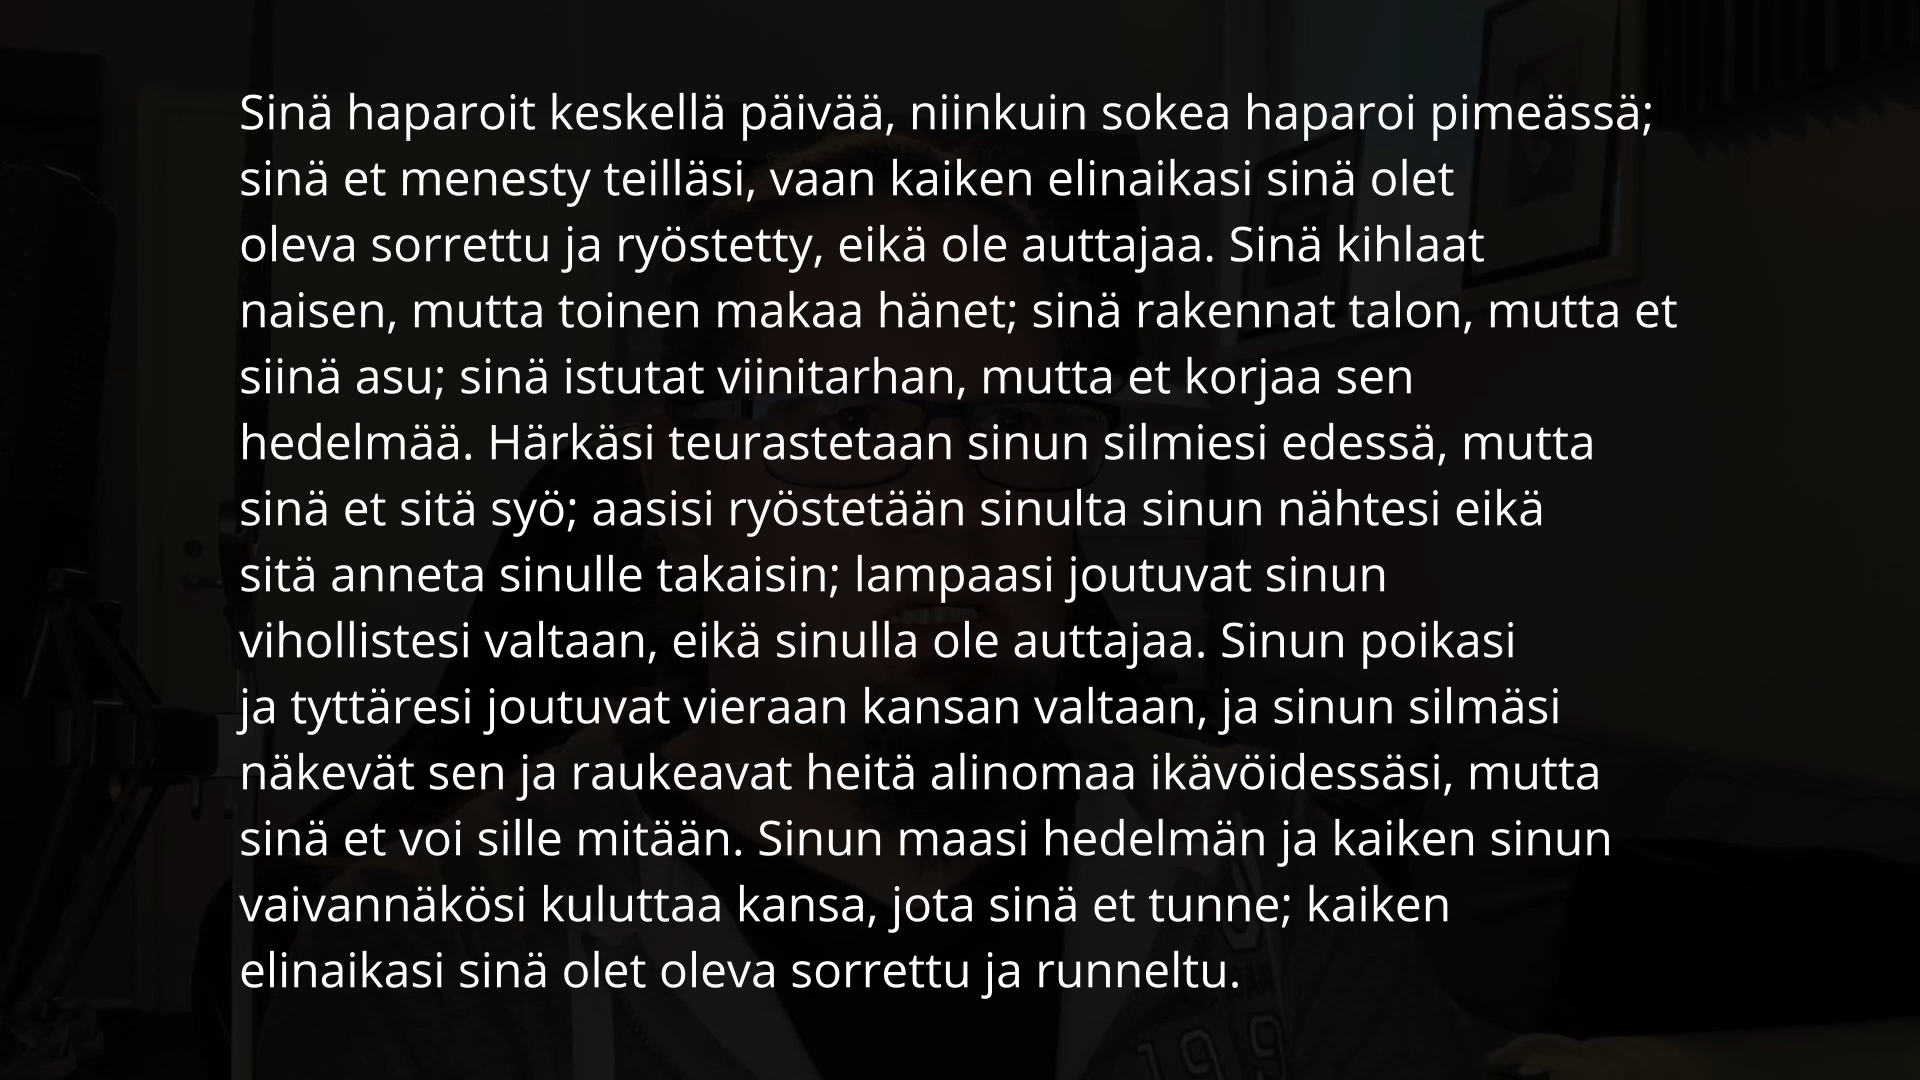 Sinä haparoit keskellä päivää, niinkuin sokea haparoi pimeässä;
sinä et menesty teilläsi, vaan kaiken elinaikasi sinä olet
oleva sorrettu ja ryöstetty, eikä ole auttajaa. Sinä kihlaat
naisen, mutta toinen makaa hänet; sinä rakennat talon, mutta et
siinä asu; sinä istutat viinitarhan, mutta et korjaa sen
hedelmää. Härkäsi teurastetaan sinun silmiesi edessä, mutta
sinä et sitä syö; aasisi ryöstetään sinulta sinun nähtesi eikä
sitä anneta sinulle takaisin; lampaasi joutuvat sinun
vihollistesi valtaan, eikä sinulla ole auttajaa. Sinun poikasi
ja tyttäresi joutuvat vieraan kansan valtaan, ja sinun silmäsi
näkevät sen ja raukeavat heitä alinomaa ikävöidessäsi, mutta
sinä et voi sille mitään. Sinun maasi hedelmän ja kaiken sinun
vaivannäkösi kuluttaa kansa, jota sinä et tunne; kaiken
elinaikasi sinä olet oleva sorrettu ja runneltu.